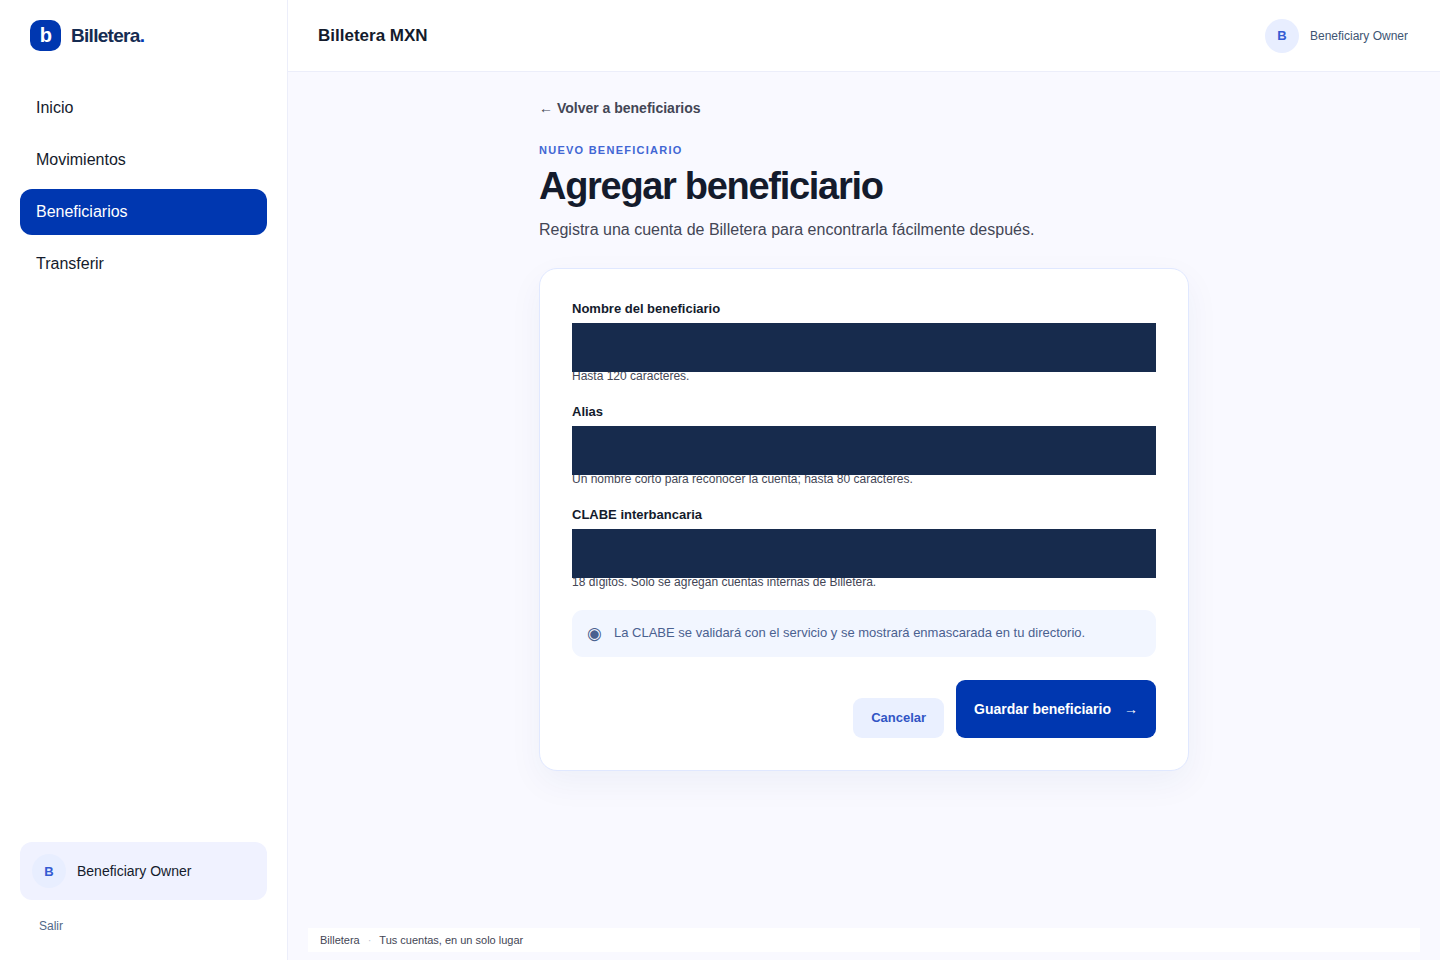 b Billetera.
Billetera MXN
B Beneficiary Owner
Inicio
Movimientos
Beneficiarios
Transferir
← Volver a beneficiarios
NUEVO BENEFICIARIO
Agregar beneficiario
Registra una cuenta de Billetera para encontrarla fácilmente después.
Nombre del beneficiario
Hasta 120 caracteres.
Alias
Un nombre corto para reconocer la cuenta; hasta 80 caracteres.
CLABE interbancaria
18 dígitos. Solo se agregan cuentas internas de Billetera.
◉ La CLABE se validará con el servicio y se mostrará enmascarada en tu directorio.
Cancelar
Guardar beneficiario →
B Beneficiary Owner
Salir
Billetera · Tus cuentas, en un solo lugar